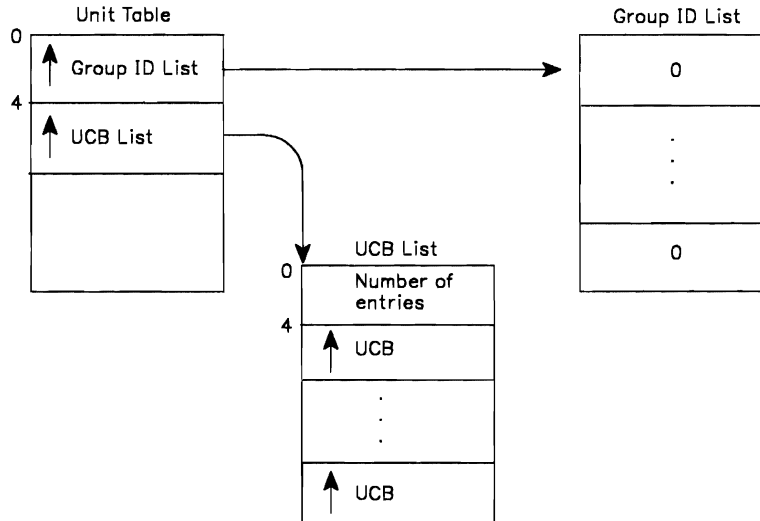 Unit Table
0
Group ID List
4
UCB List
Group ID List
0
0
UCB List
0
Number of
entries
4
UCB
UCB